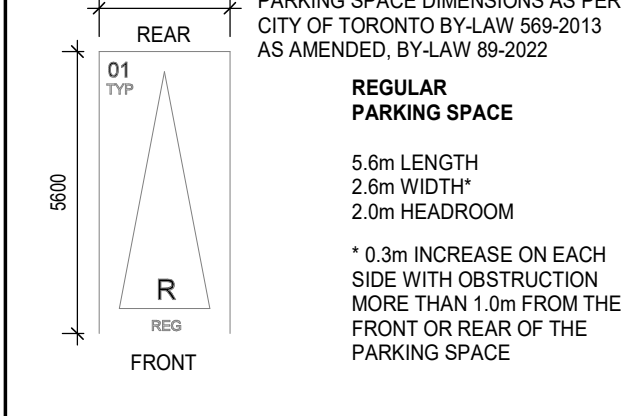 PARKING SPACE DIMENSIONS AS PER
CITY OF TORONTO BY-LAW 569-2013
AS AMENDED, BY-LAW 89-2022
REAR
01
TYP
5600
R
REG
FRONT
REGULAR
PARKING SPACE
5.6m LENGTH
2.6m WIDTH*
2.0m HEADROOM
* 0.3m INCREASE ON EACH
SIDE WITH OBSTRUCTION
MORE THAN 1.0m FROM THE
FRONT OR REAR OF THE
PARKING SPACE